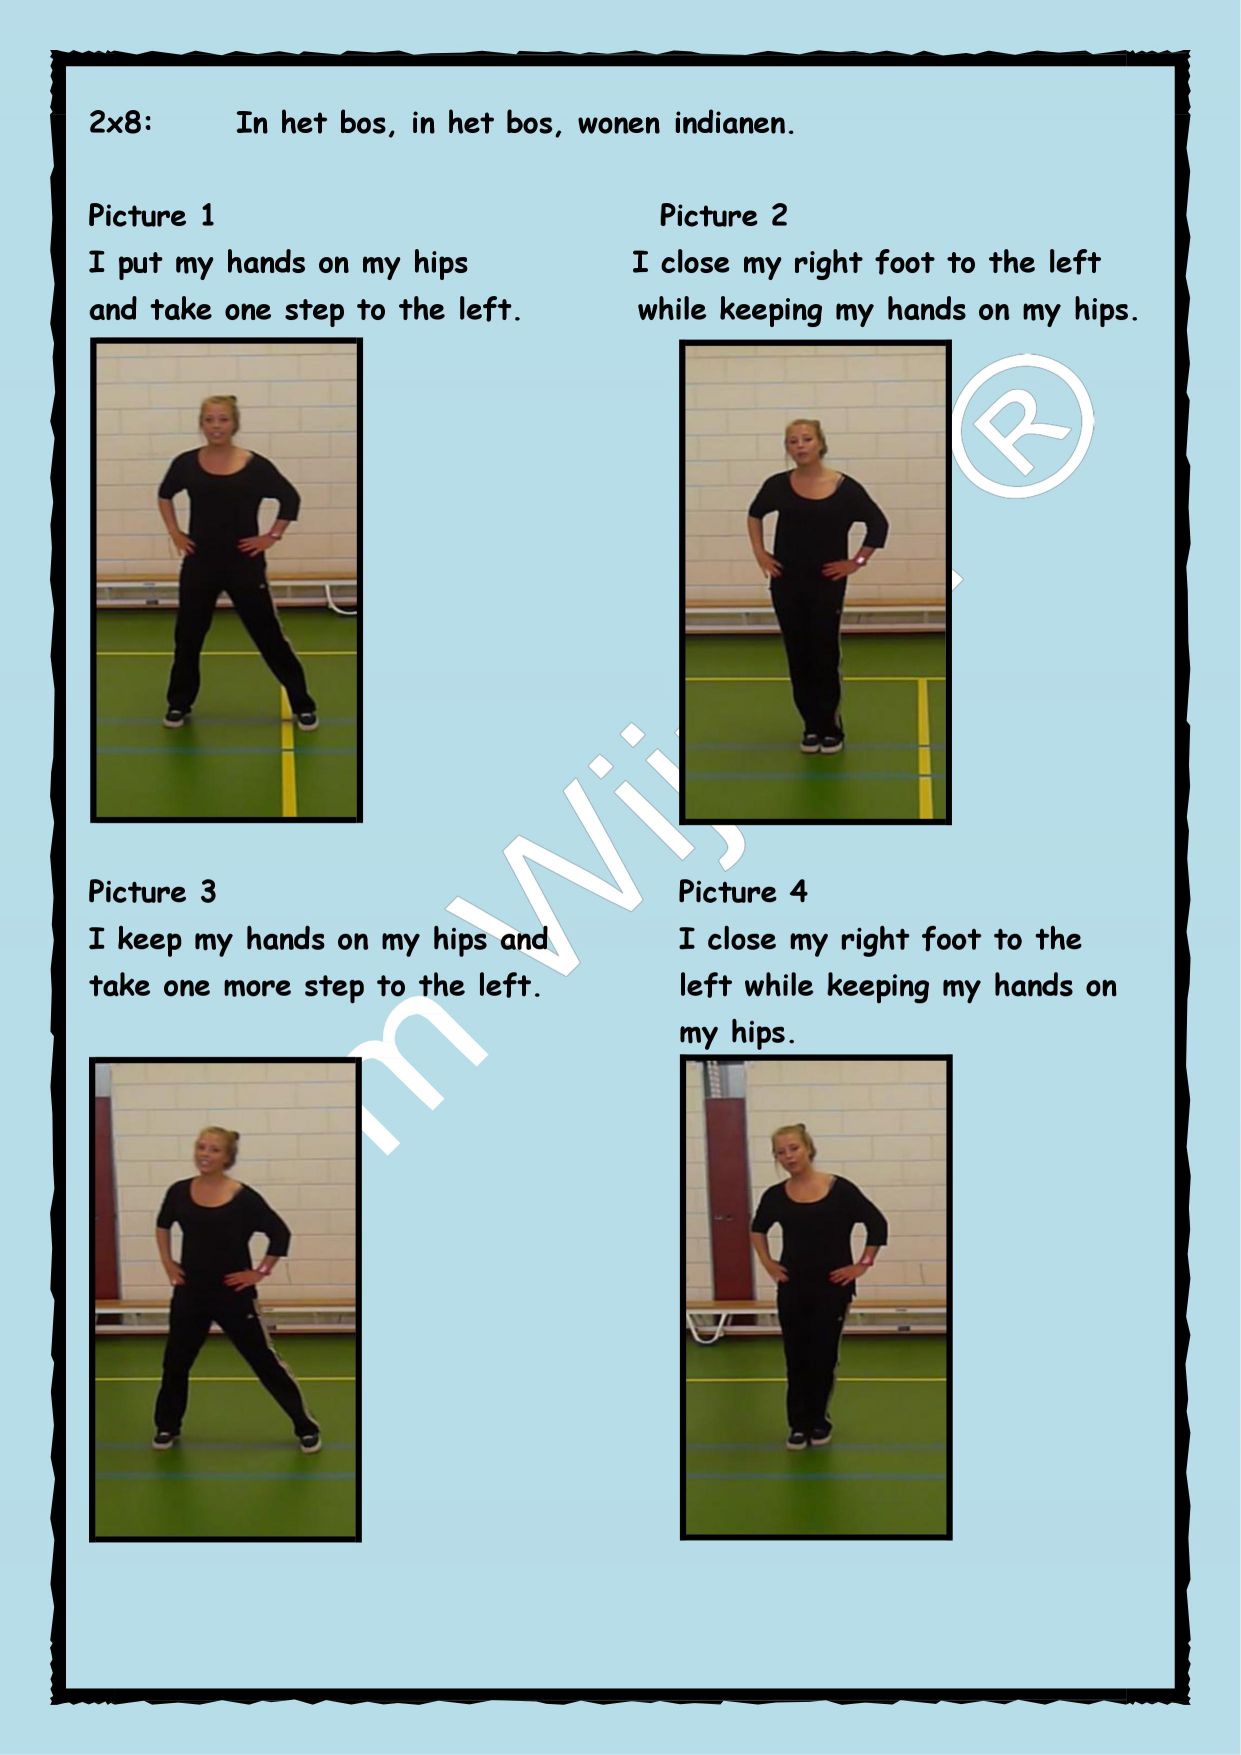 2x8: In het bos, in het bos, wonen indianen.
Picture 1
I put my hands on my hips
and take one step to the left.
Picture 2
I close my right foot to the left
while keeping my hands on my hips.
Picture 3
I keep my hands on my hips and
take one more step to the left.
Picture 4
I close my right foot to the
left while keeping my hands on
my hips.
®